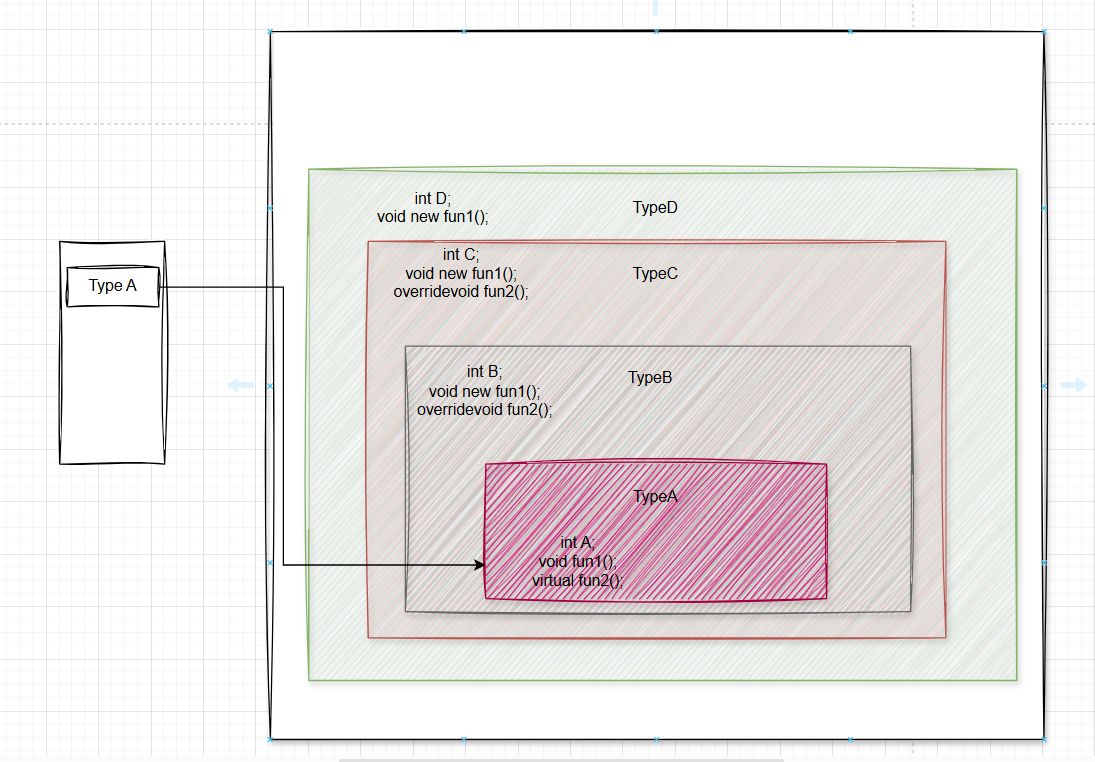 int D;
void new fun1();
TypeD
int C;
void new fun1();
overridevoid fun2();
TypeC
Type A
int B;
void new fun1();
overridevoid fun2();
TypeB
TypeA
int A;
void fun1();
virtual fun2();